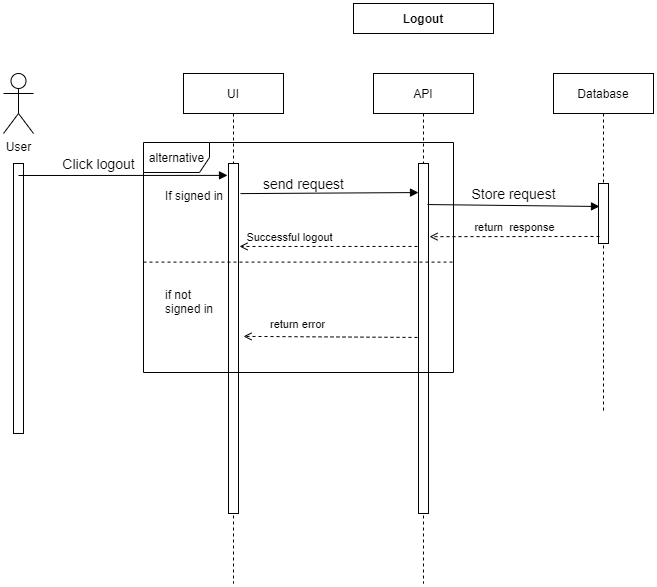 Logout
UI
API
Database
User
alternative
Click logout
If signed in
send request
Store request
return  response
Successful logout
if not
signed in
return error